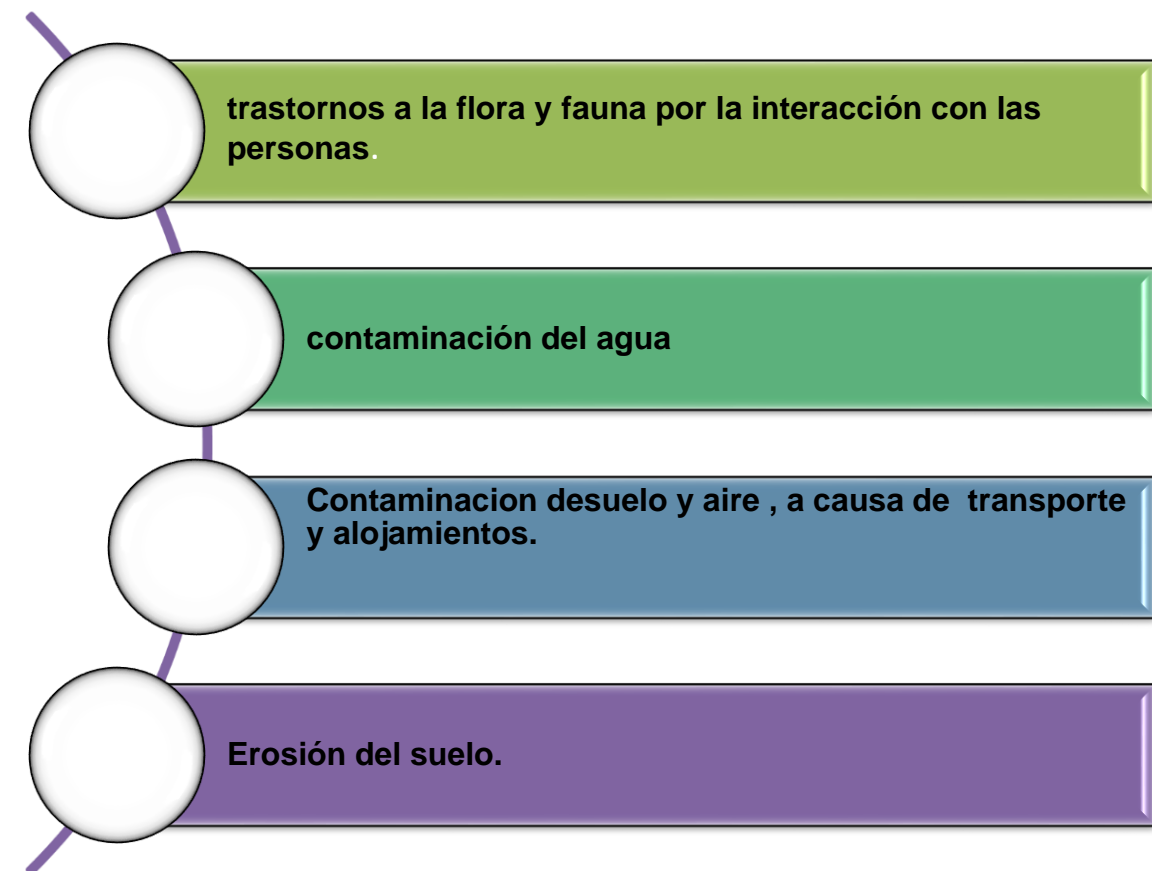 trastornos a la flora y fauna por la interacción con las
personas.
contaminación del agua
Contaminacion desuelo y aire , a causa de  transporte
y alojamientos.
Erosión del suelo.